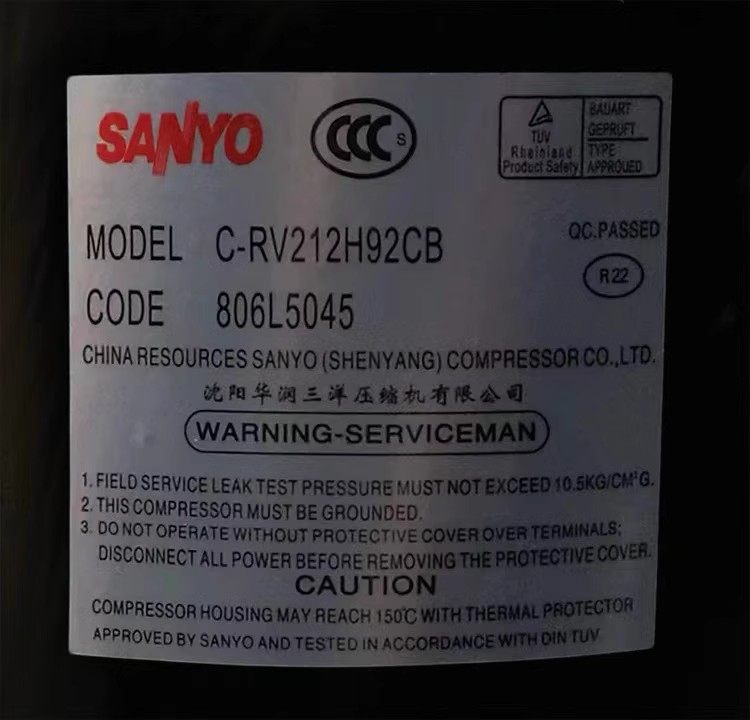 SANYO
CCC S
TÜV
Rheinland
Product Safety
BAUART
GEPRÜFT
TYPE
APPROVED
MODEL C-RV212H92CB
QC.PASSED
CODE 806L5045
R22
CHINA RESOURCES SANYO (SHENYANG) COMPRESSOR CO.,LTD.
沈阳华润三洋压缩机有限公司
WARNING-SERVICEMAN
1. FIELD SERVICE LEAK TEST PRESSURE MUST NOT EXCEED 10.5KG/CM²G.
2. THIS COMPRESSOR MUST BE GROUNDED.
3. DO NOT OPERATE WITHOUT PROTECTIVE COVER OVER TERMINALS;
DISCONNECT ALL POWER BEFORE REMOVING THE PROTECTIVE COVER.
CAUTION
COMPRESSOR HOUSING MAY REACH 150℃ WITH THERMAL PROTECTOR
APPROVED BY SANYO AND TESTED IN ACCORDANCE WITH DIN TUV